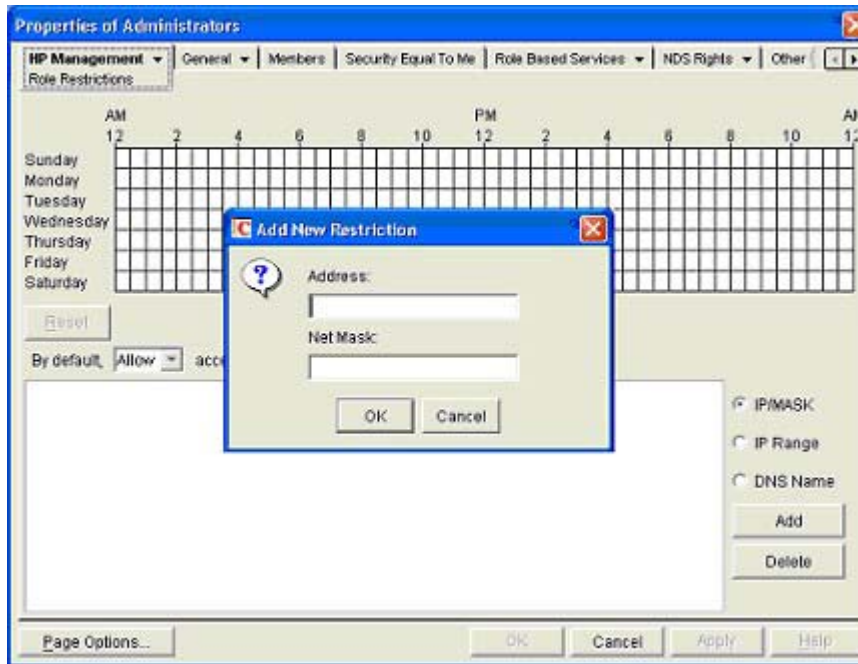 Properties of Administrators
HP Management General Members Security Equal To Me Role Based Services NDS Rights Other
Role Restrictions
AM PM AM
12 2 4 6 8 10 12 2 4 6 8 10 12
Sunday
Monday
Tuesday
Wednesday
Thursday
Friday
Saturday
Reset
By default, Allow acce
Add New Restriction
Address:
Net Mask:
OK Cancel
IP/MASK
IP Range
DNS Name
Add
Delete
Page Options... OK Cancel Apply Help